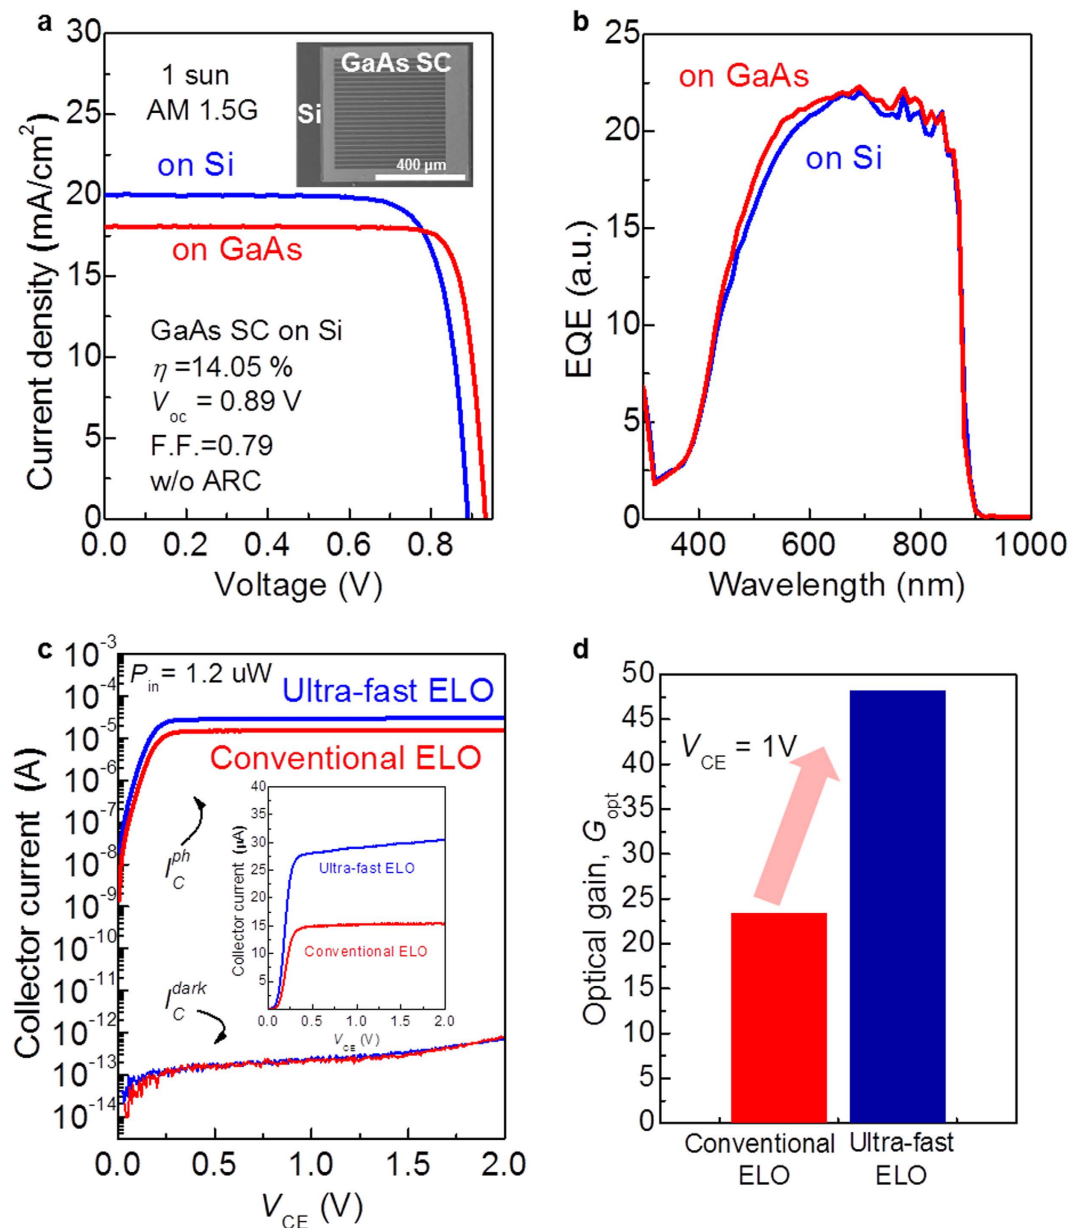 a
30
25
20
15
10
5
0
Current density (mA/cm²)
1 sun
AM 1.5G
GaAs SC
Si
400 μm
on Si
on GaAs
GaAs SC on Si
η =14.05 %
Voc = 0.89 V
F.F.=0.79
w/o ARC
0.0 0.2 0.4 0.6 0.8
Voltage (V)
b
25
20
15
10
5
0
EQE (a.u.)
on GaAs
on Si
400 600 800 1000
Wavelength (nm)
c
10⁻³
10⁻⁴
10⁻⁵
10⁻⁶
10⁻⁷
10⁻⁸
10⁻⁹
10⁻¹⁰
10⁻¹³
10⁻¹¹
10⁻¹²
10⁻¹³
10⁻¹⁴
Collector current (A)
Pin = 1.2 uW
Ultra-fast ELO
Conventional ELO
I_C^ph
I_C^dark
40
35
30
25
20
15
10
5
Collector current (μA)
Ultra-fast ELO
Conventional ELO
0.0 0.5 1.0 1.5 2.0
VCE (V)
0.0 0.5 1.0 1.5 2.0
VCE (V)
d
50
45
40
35
30
25
20
15
10
5
0
Optical gain, Gopt
VCE = 1V
Conventional
ELO
Ultra-fast
ELO